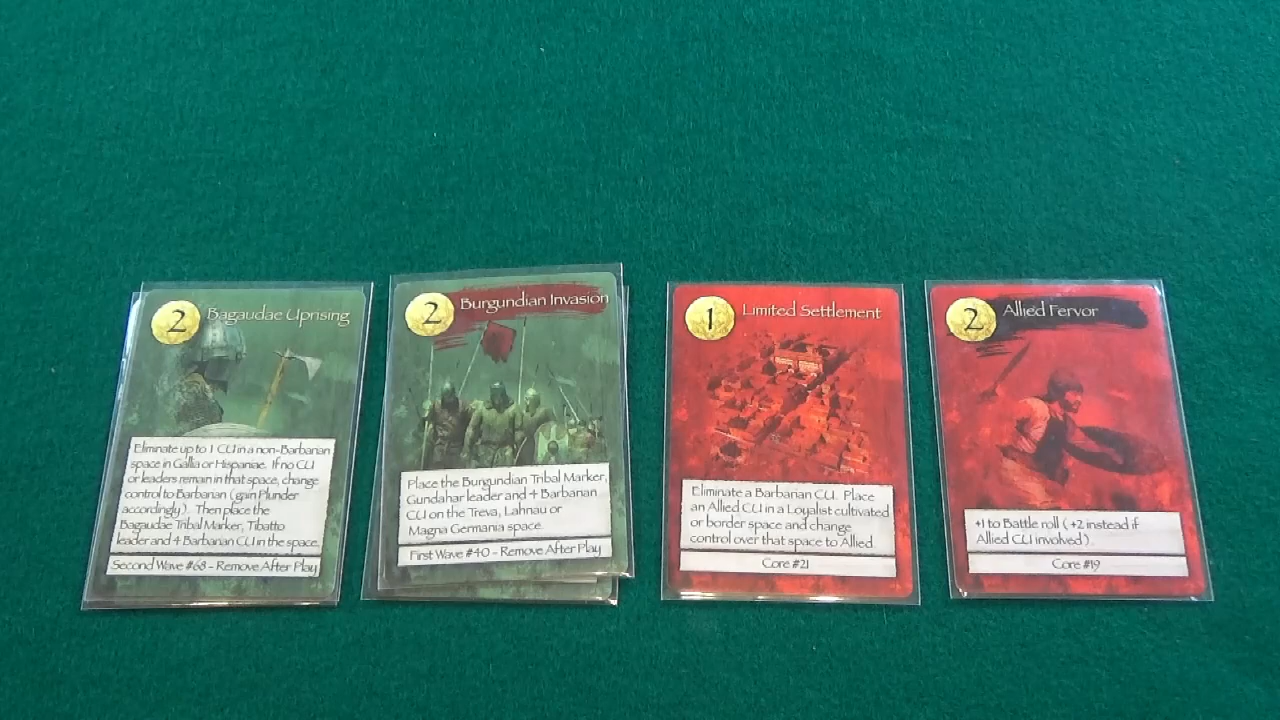 2
Bagaudae Uprising
Eliminate up to 1 CU in a non-Barbarian
space in Gallia or Hispaniae. If no CU
or leaders remain in that space, change
control to Barbarian (gain Plunder
accordingly). Then place the
Bagaudae Tribal Marker, Tibatto
leader and 4 Barbarian CU in the space.
Second Wave #68 - Remove After Play
2
Burgundian Invasion
Place the Burgundian Tribal Marker,
Gundahar leader and 4 Barbarian
CU on the Treva, Lahnau or
Magna Germania space.
First Wave #40 - Remove After Play
1
Limited Settlement
Eliminate a Barbarian CU. Place
an Allied CU in a Loyalist cultivated
or border space and change
control over that space to Allied.
Core #21
2
Allied Fervor
+1 to Battle roll (+2 instead if
Allied CU involved).
Core #19